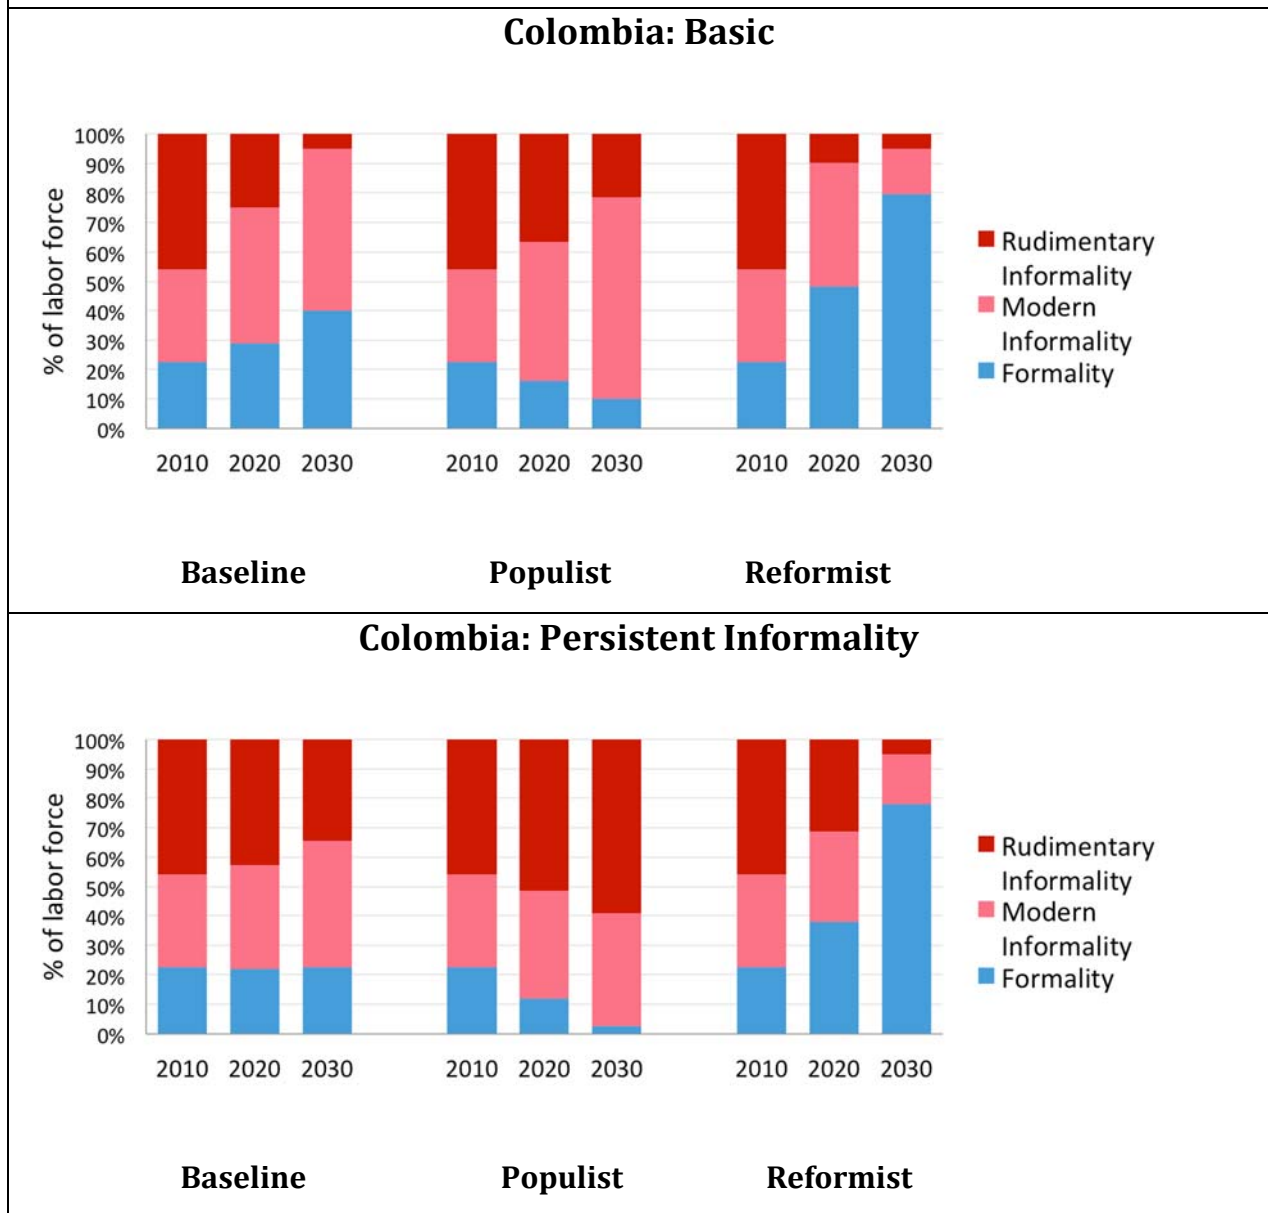 Colombia: Basic
100%
90%
80%
70%
60%
50%
40%
30%
20%
10%
0%
% of labor force
2010 2020 2030 2010 2020 2030 2010 2020 2030
Rudimentary
Informality
Modern
Informality
Formality
Baseline Populist Reformist
Colombia: Persistent Informality
100%
90%
80%
70%
60%
50%
40%
30%
20%
10%
0%
% of labor force
2010 2020 2030 2010 2020 2030 2010 2020 2030
Rudimentary
Informality
Modern
Informality
Formality
Baseline Populist Reformist